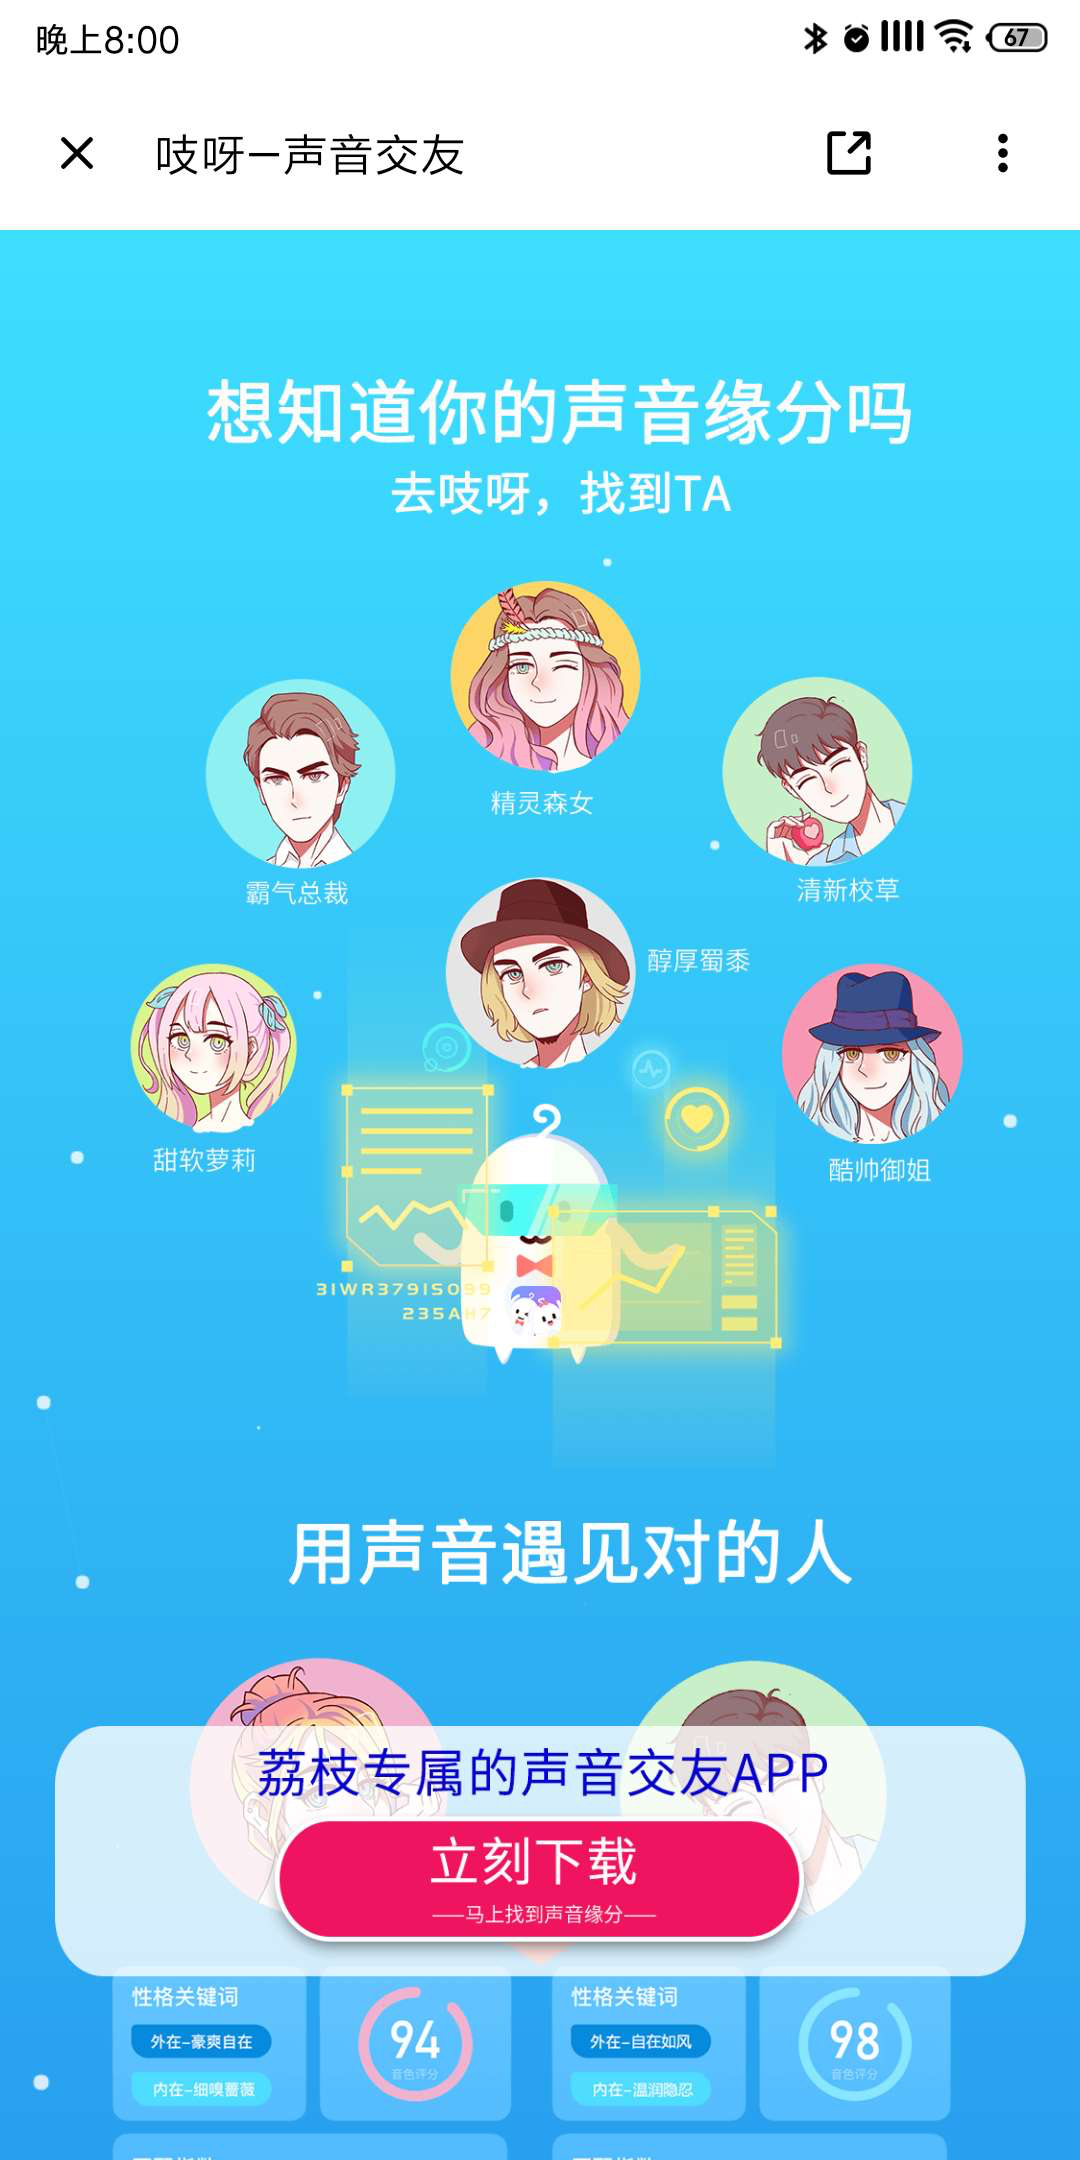 晚上8:00
67
吱呀–声音交友
想知道你的声音缘分吗
去吱呀，找到TA
精灵森女
霸气总裁
清新校草
醇厚蜀黍
甜软萝莉
酷帅御姐
3IWR379IS099
235AH7
用声音遇见对的人
荔枝专属的声音交友APP
立刻下载
——马上找到声音缘分——
性格关键词
外在–豪爽自在
内在–细嗅蔷薇
94
音色评分
性格关键词
外在–自在如风
内在–温润隐忍
98
音色评分